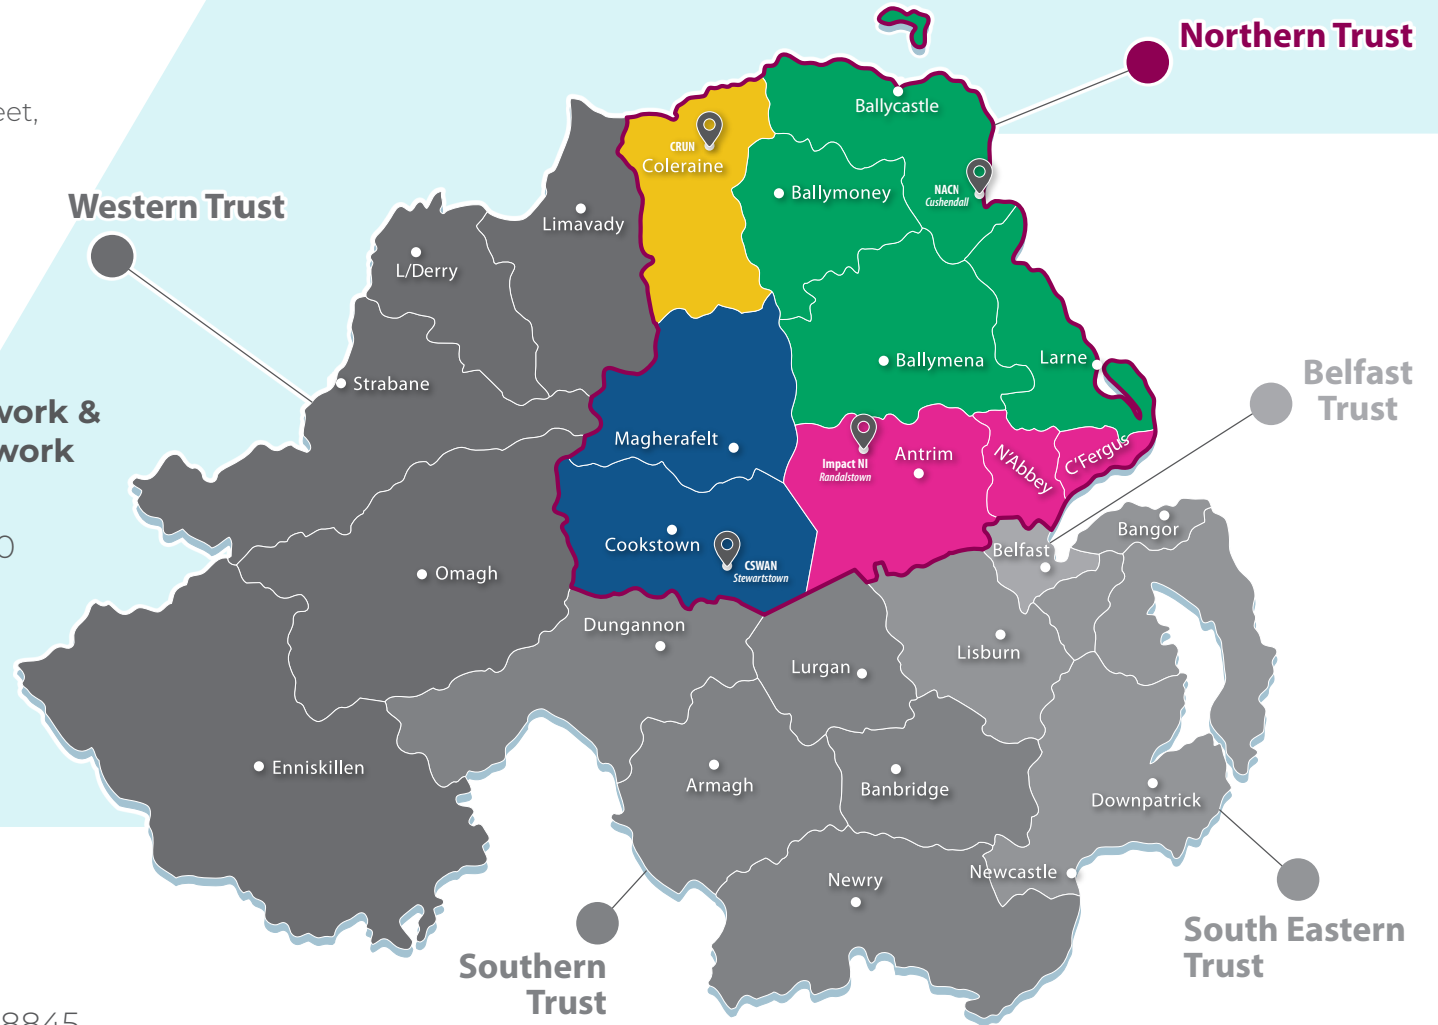 eet,
work &
work
0
8845
Northern Trust
Western Trust
Belfast
Trust
South Eastern
Trust
Southern
Trust
Ballycastle
CRUN
Coleraine
NACN
Cushendall
Ballymoney
Limavady
L/Derry
Strabane
Ballymena
Larne
Magherafelt
Impact NI
Randalstown
Antrim
N'Abbey
C'Fergus
Cookstown
CSWAN
Stewartstown
Omagh
Belfast
Bangor
Dungannon
Lurgan
Lisburn
Enniskillen
Armagh
Banbridge
Downpatrick
Newry
Newcastle